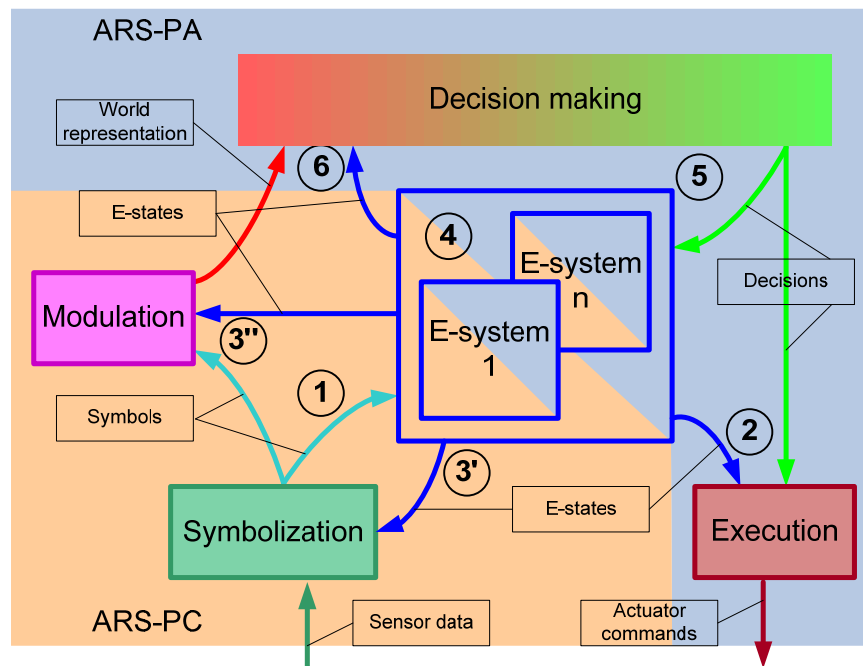 ARS-PA
Decision making
World
representation
6
5
E-states
4
E-system
n
Decisions
Modulation
3''
E-system
1
1
Symbols
2
3'
Symbolization
E-states
Execution
ARS-PC
Sensor data
Actuator
commands